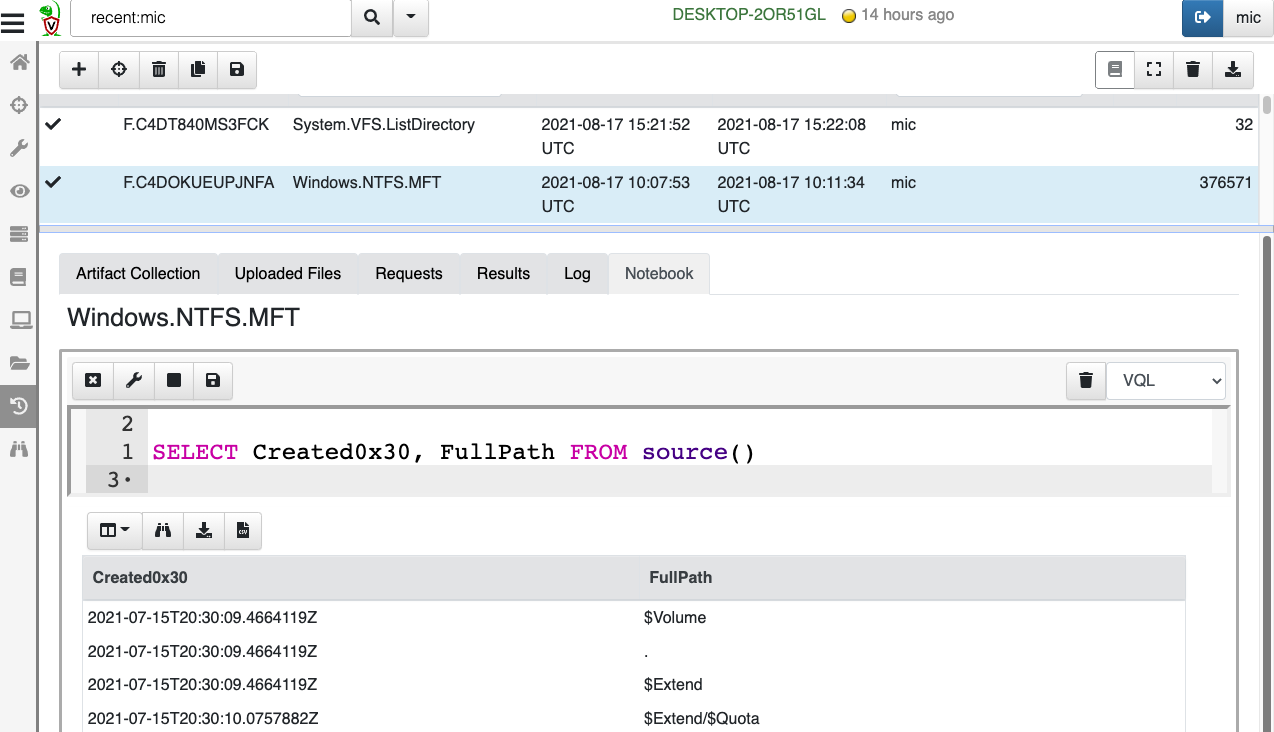 recent:mic
DESKTOP-2OR51GL 14 hours ago
mic
F.C4DT840MS3FCK System.VFS.ListDirectory 2021-08-17 15:21:52 UTC 2021-08-17 15:22:08 UTC mic 32
F.C4DOKUEUPJNFA Windows.NTFS.MFT 2021-08-17 10:07:53 UTC 2021-08-17 10:11:34 UTC mic 376571
Artifact Collection Uploaded Files Requests Results Log Notebook
Windows.NTFS.MFT
VQL
2
1 SELECT Created0x30, FullPath FROM source()
3
CSV
Created0x30 FullPath
2021-07-15T20:30:09.4664119Z $Volume
2021-07-15T20:30:09.4664119Z .
2021-07-15T20:30:09.4664119Z $Extend
2021-07-15T20:30:10.0757882Z $Extend/$Quota